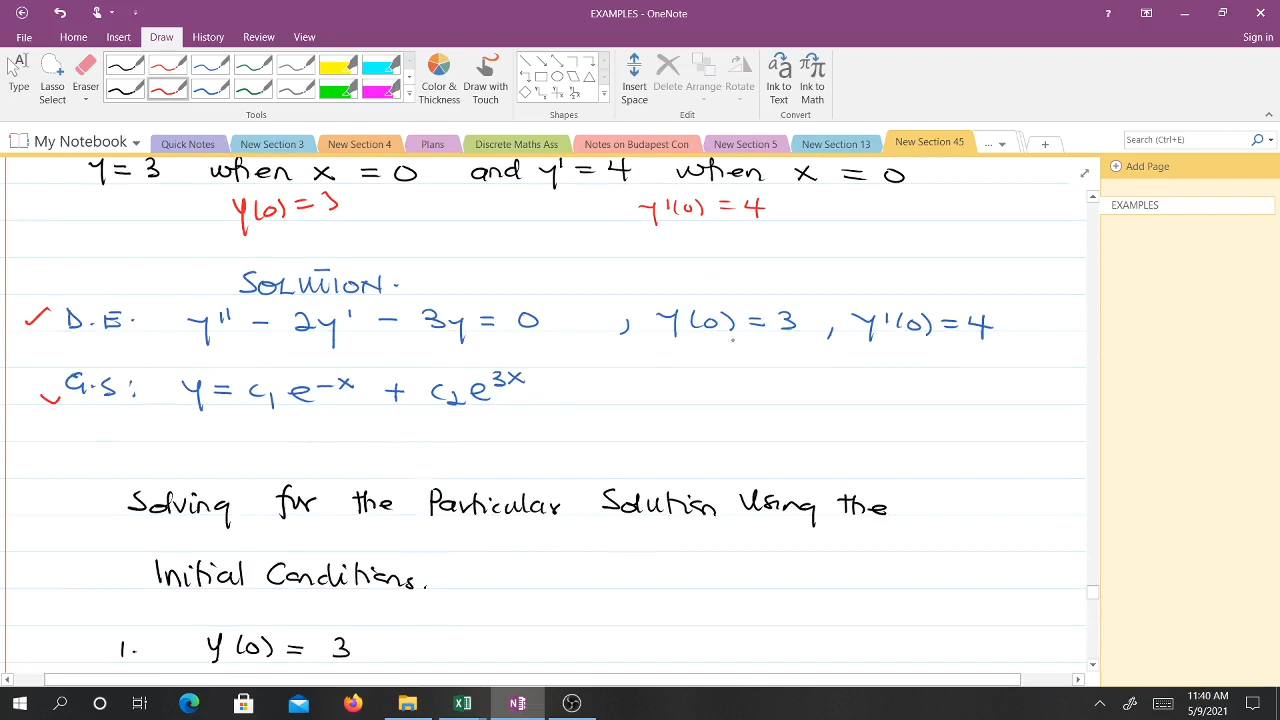 EXAMPLES - OneNote
Sign in
File Home Insert Draw History Review View
Type Lasso Select Eraser Color & Thickness Draw with Touch Insert Space Delete Arrange Rotate Ink to Text Ink to Math
Tools Shapes Edit Convert
My Notebook Quick Notes New Section 3 New Section 4 Plans Discrete Maths Ass Notes on Budapest Con New Section 5 New Section 13 New Section 45 ... Search (Ctrl+E)
Add Page
EXAMPLES
y = 3 when x = 0 and y' = 4 when x = 0
y(0) = 3 y'(0) = 4
SOLUTION.
D.E. y'' - 2y' - 3y = 0 , y(0) = 3 , y'(0) = 4
G.S: y = c₁e^{-x} + c₂e^{3x}
Solving for the Particular Solution Using the
Initial Conditions.
1. y(0) = 3
11:40 AM
5/9/2021